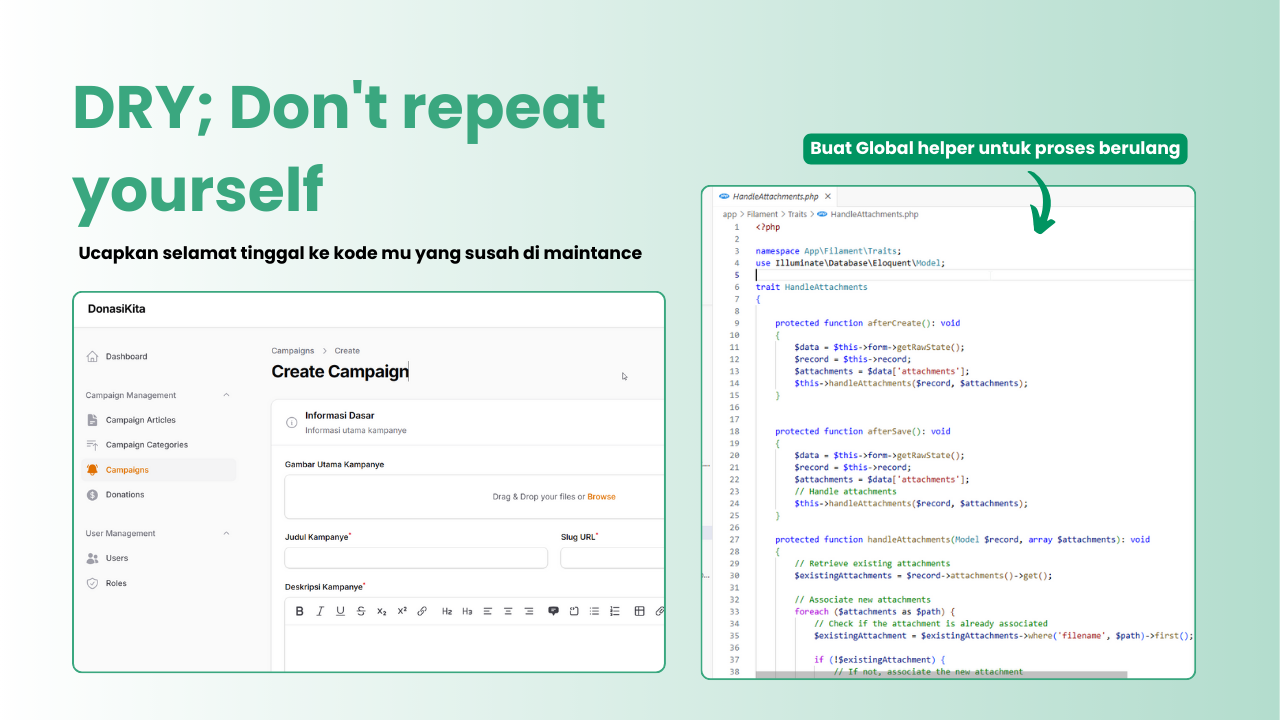 DRY; Don't repeat
yourself
Ucapkan selamat tinggal ke kode mu yang susah di maintance
DonasiKita
Dashboard
Campaign Management
Campaign Articles
Campaign Categories
Campaigns
Donations
User Management
Users
Roles
Campaigns > Create
Create Campaign
Informasi Dasar
Informasi utama kampanye
Gambar Utama Kampanye
Drag & Drop your files or Browse
Judul Kampanye*
Slug URL*
Deskripsi Kampanye*
B I U S x₂ x² H2 H3
Buat Global helper untuk proses berulang
HandleAttachments.php ×
app > Filament > Traits > HandleAttachments.php
1 <?php
2
3 namespace App\Filament\Traits;
4 use Illuminate\Database\Eloquent\Model;
5
6 trait HandleAttachments
7 {
8
9 protected function afterCreate(): void
10 {
11 $data = $this->form->getRawState();
12 $record = $this->record;
13 $attachments = $data['attachments'];
14 $this->handleAttachments($record, $attachments);
15 }
16
17
18 protected function afterSave(): void
19 {
20 $data = $this->form->getRawState();
21 $record = $this->record;
22 $attachments = $data['attachments'];
23 // Handle attachments
24 $this->handleAttachments($record, $attachments);
25 }
26
27 protected function handleAttachments(Model $record, array $attachments): void
28 {
29 // Retrieve existing attachments
30 $existingAttachments = $record->attachments()->get();
31
32 // Associate new attachments
33 foreach ($attachments as $path) {
34 // Check if the attachment is already associated
35 $existingAttachment = $existingAttachments->where('filename', $path)->first();
36
37 if (!$existingAttachment) {
38 // If not, associate the new attachment